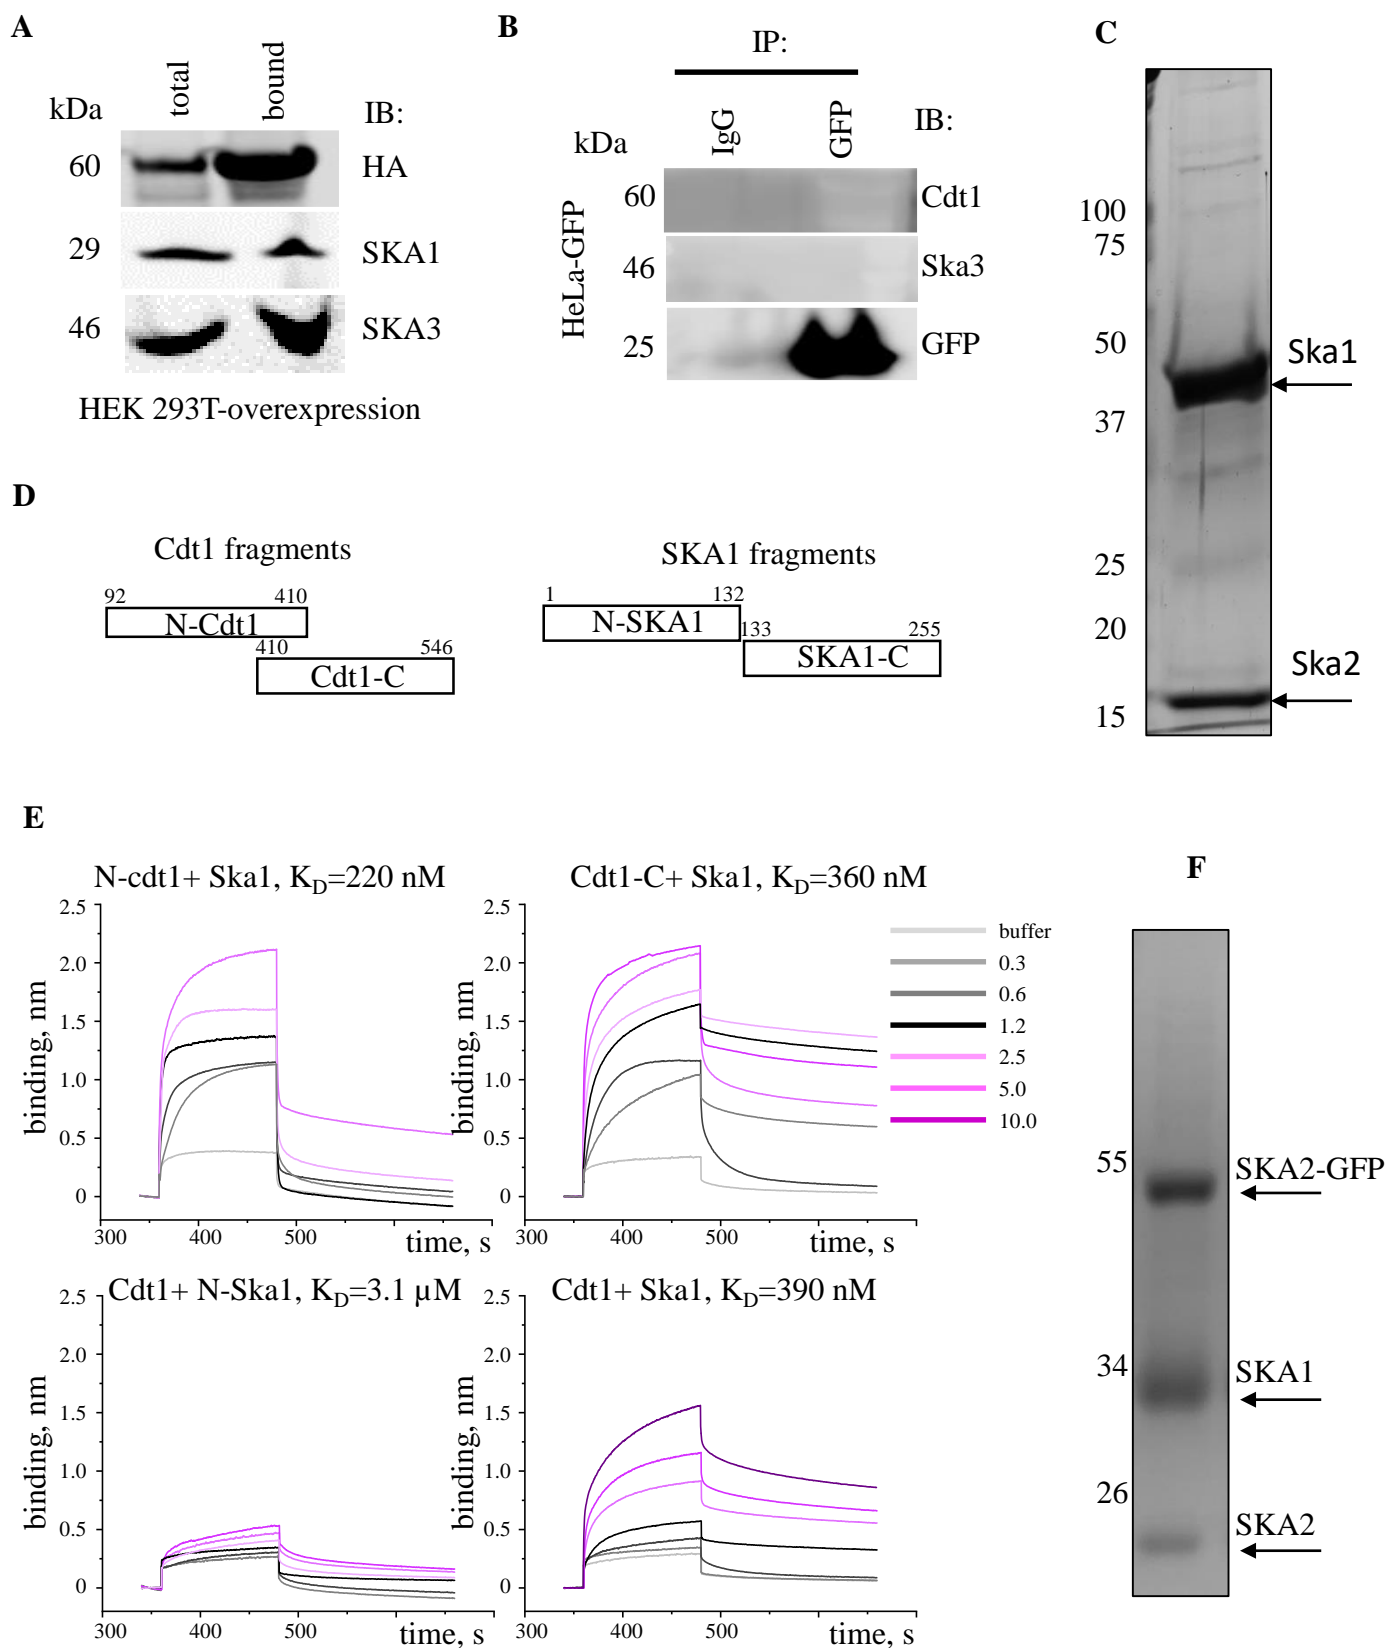 A
total
bound
kDa
IB:
60
HA
29
SKA1
46
SKA3
HEK 293T-overexpression
B
IP:
IgG
GFP
IB:
kDa
HeLa-GFP
60
Cdt1
46
Ska3
25
GFP
C
100
75
50
Ska1
37
25
20
Ska2
15
D
Cdt1 fragments
92
410
N-Cdt1
410
546
Cdt1-C
SKA1 fragments
1
132
N-SKA1
133
255
SKA1-C
E
N-cdt1+ Ska1, KD=220 nM
2.5
2.0
1.5
1.0
0.5
0
binding, nm
300
400
500
time, s
Cdt1-C+ Ska1, KD=360 nM
2.5
2.0
1.5
1.0
0.5
0
binding, nm
300
400
500
time, s
buffer
0.3
0.6
1.2
2.5
5.0
10.0
Cdt1+ N-Ska1, KD=3.1 µM
2.5
2.0
1.5
1.0
0.5
0
binding, nm
300
400
500
time, s
Cdt1+ Ska1, KD=390 nM
2.5
2.0
1.5
1.0
0.5
0
binding, nm
300
400
500
time, s
F
55
SKA2-GFP
34
SKA1
26
SKA2